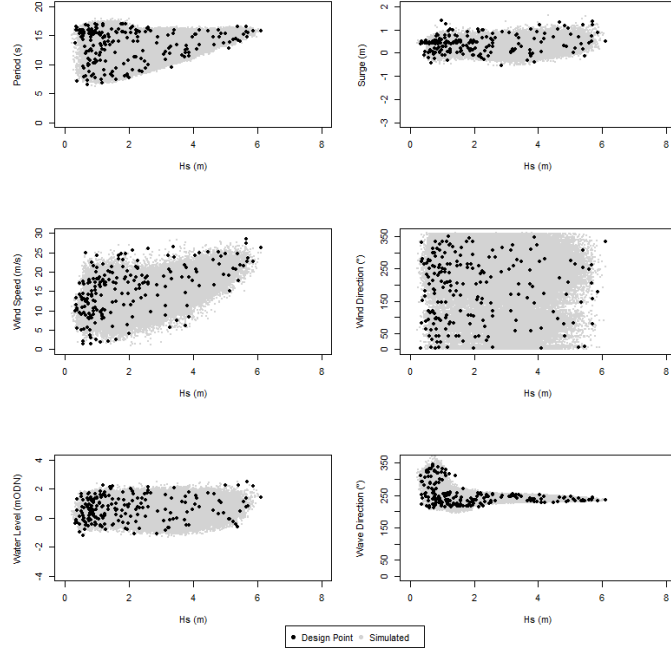 Period (s)
0 5 10 15 20
0 2 4 6 8
Hs (m)
Surge (m)
-3 -2 -1 0 1 2
0 2 4 6 8
Hs (m)
Wind Speed (m/s)
0 5 10 15 20 25 30
0 2 4 6 8
Hs (m)
Wind Direction (°)
0 50 150 250 350
0 2 4 6 8
Hs (m)
Water Level (mODN)
-4 -2 0 2 4
0 2 4 6 8
Hs (m)
Wave Direction (°)
0 50 150 250 350
0 2 4 6 8
Hs (m)
Design Point Simulated